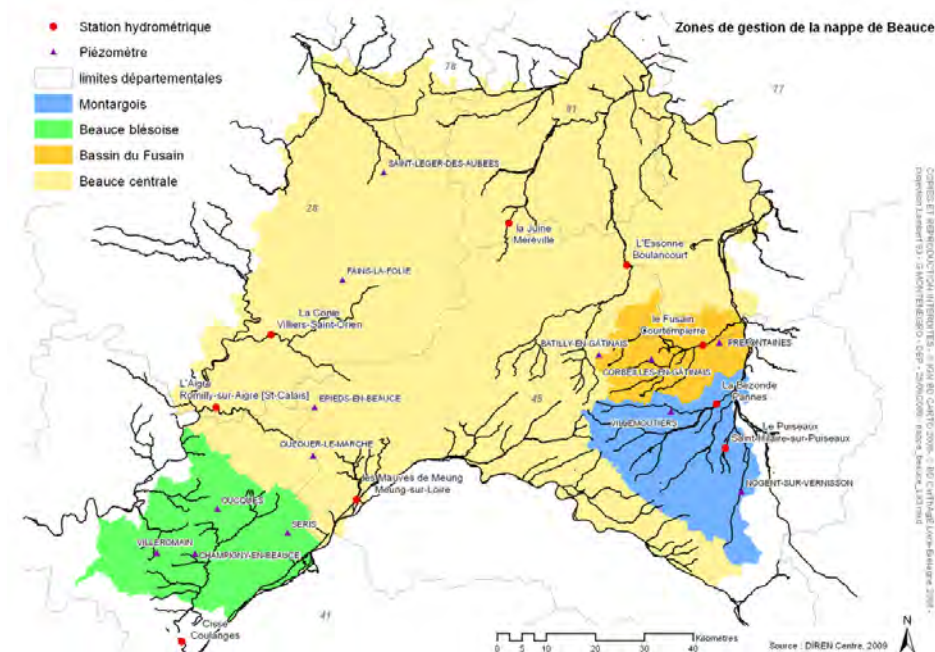 Zones de gestion de la nappe de Beauce
Station hydrométrique
Piézomètre
limites départementales
Montargois
Beauce blésoise
Bassin du Fusain
Beauce centrale
78
77
91
SAINT-LEGER-DES-AUBEES
28
la Juine
Méréville
L'Essonne
Boulancourt
FAINS-LA-FOLIE
La Conie
Villiers-Saint-Orien
le Fusain
Courtempierre
BATILLY-EN-GÂTINAIS
PREFONTAINES
CORBEILLES-EN-GÂTINAIS
L'Aigre
Romilly-sur-Aigre [St-Calais]
EPIEDS-EN-BEAUCE
45
La Bezonde
Pannes
VILLEMOUTIERS
Le Puiseaux
Saint-Hilaire-sur-Puiseaux
OUZOUER-LE-MARCHE
les Mauves de Meung
Meung-sur-Loire
NOGENT-SUR-VERNISSON
OUCQUES
SERIS
VILLEROMAIN
CHAMPIGNY-EN-BEAUCE
41
Cisse
Coulanges
Kilomètres
0 5 10 20 30 40
Source : DIREN Centre, 2009
N